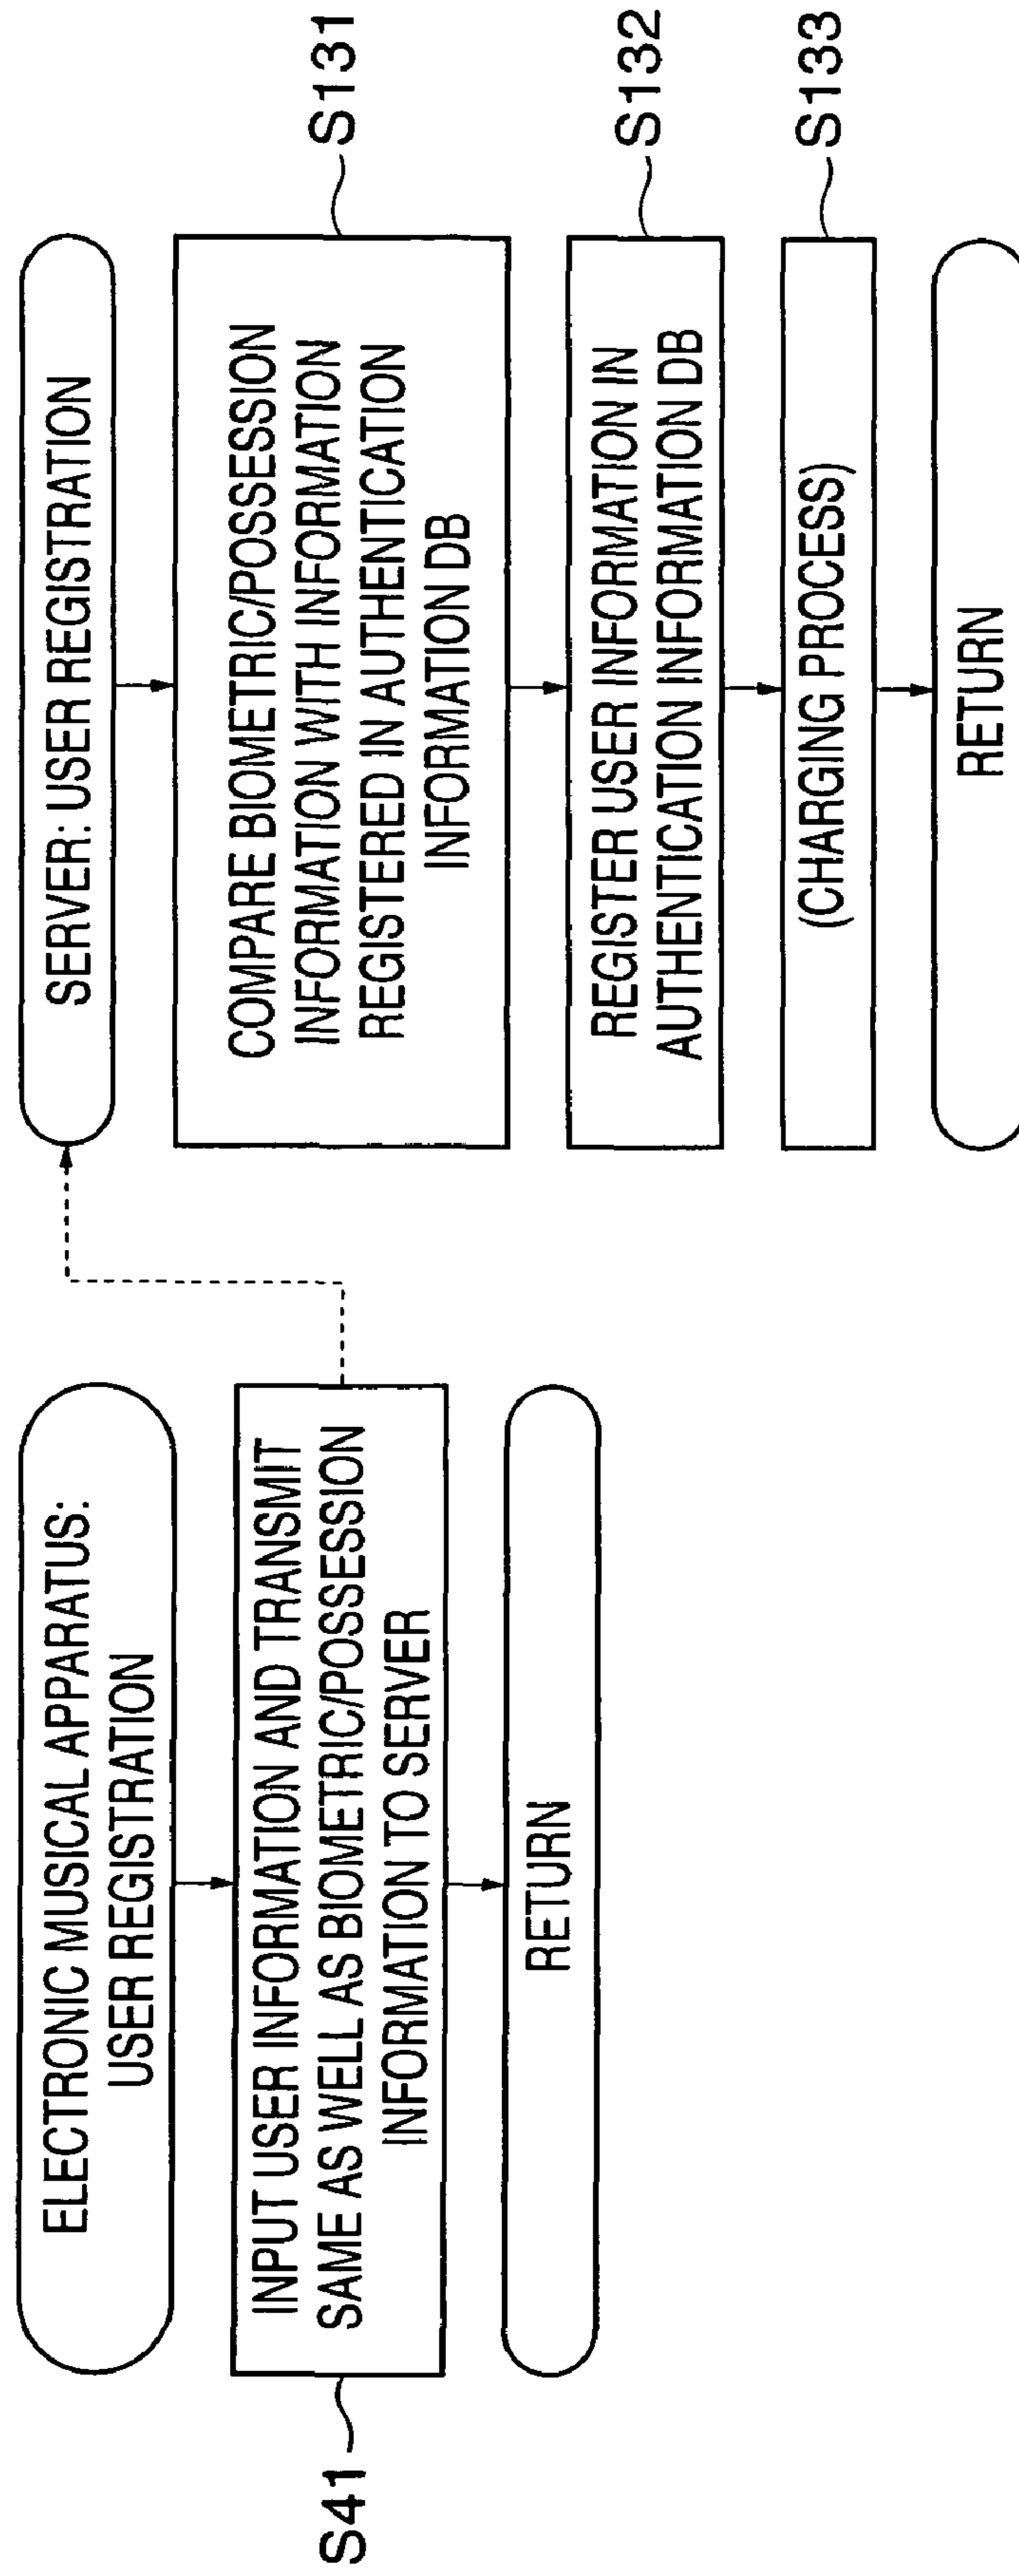 ELECTRONIC MUSICAL APPARATUS:
USER REGISTRATION
S41
INPUT USER INFORMATION AND TRANSMIT
SAME AS WELL AS BIOMETRIC/POSSESSION
INFORMATION TO SERVER
RETURN
SERVER: USER REGISTRATION
COMPARE BIOMETRIC/POSSESSION
INFORMATION WITH INFORMATION
REGISTERED IN AUTHENTICATION
INFORMATION DB
S131
REGISTER USER INFORMATION IN
AUTHENTICATION INFORMATION DB
S132
(CHARGING PROCESS)
S133
RETURN